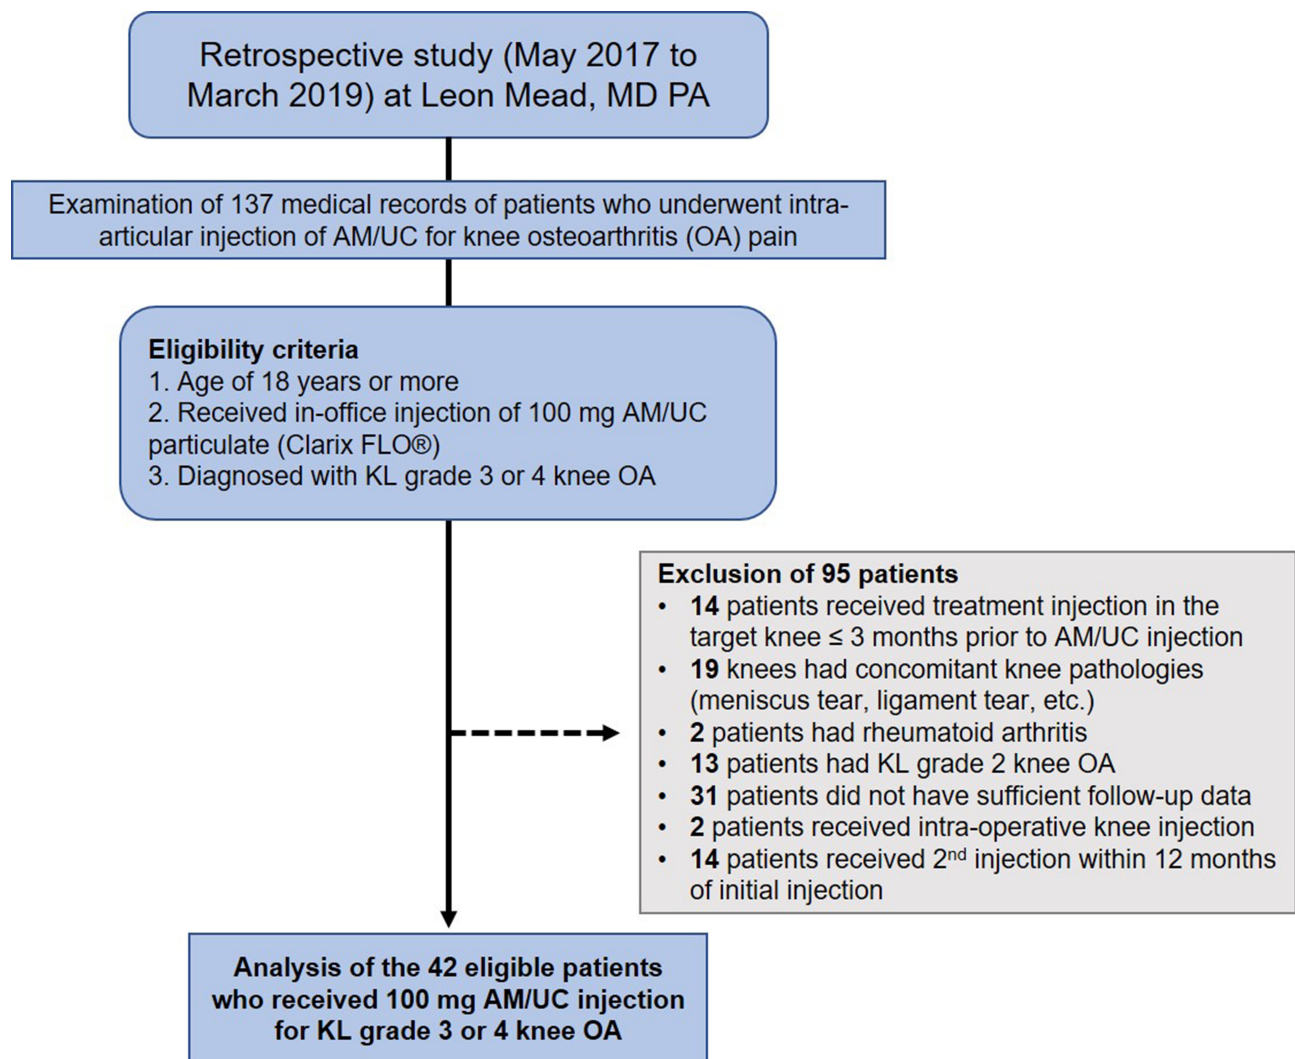 Retrospective study (May 2017 to
March 2019) at Leon Mead, MD PA
Examination of 137 medical records of patients who underwent intra-
articular injection of AM/UC for knee osteoarthritis (OA) pain
Eligibility criteria
1. Age of 18 years or more
2. Received in-office injection of 100 mg AM/UC
particulate (Clarix FLO®)
3. Diagnosed with KL grade 3 or 4 knee OA
Exclusion of 95 patients
• 14 patients received treatment injection in the
target knee ≤ 3 months prior to AM/UC injection
• 19 knees had concomitant knee pathologies
(meniscus tear, ligament tear, etc.)
• 2 patients had rheumatoid arthritis
• 13 patients had KL grade 2 knee OA
• 31 patients did not have sufficient follow-up data
• 2 patients received intra-operative knee injection
• 14 patients received 2nd injection within 12 months
of initial injection
Analysis of the 42 eligible patients
who received 100 mg AM/UC injection
for KL grade 3 or 4 knee OA